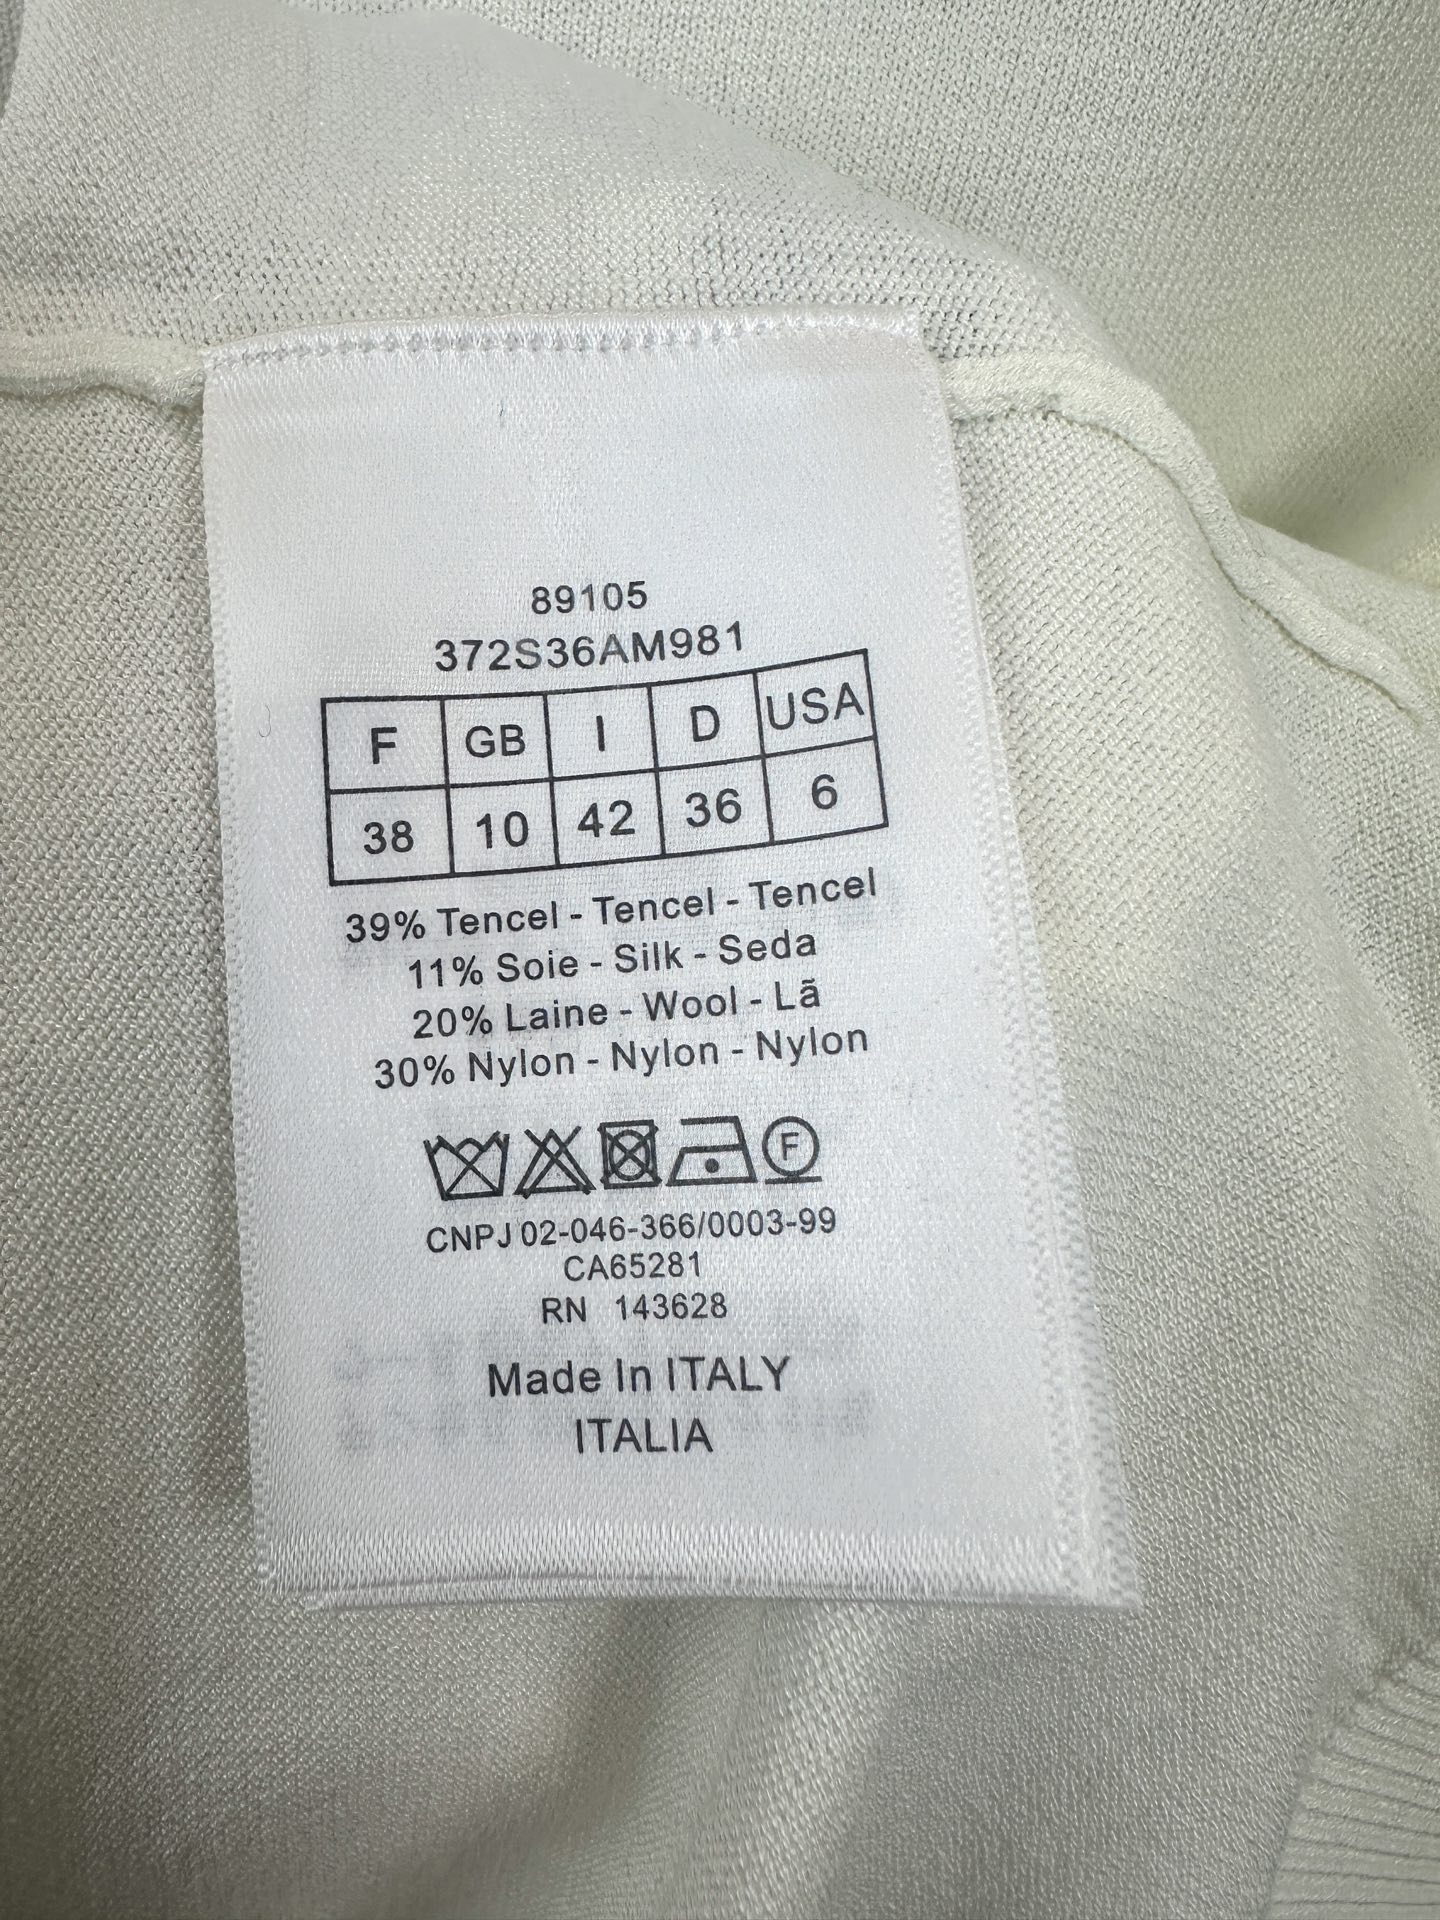 89105
372S36AM981
F GB I D USA
38 10 42 36 6
39% Tencel - Tencel - Tencel
11% Soie - Silk - Seda
20% Laine - Wool - Lã
30% Nylon - Nylon - Nylon
F
CNPJ 02-046-366/0003-99
CA65281
RN 143628
Made In ITALY
ITALIA